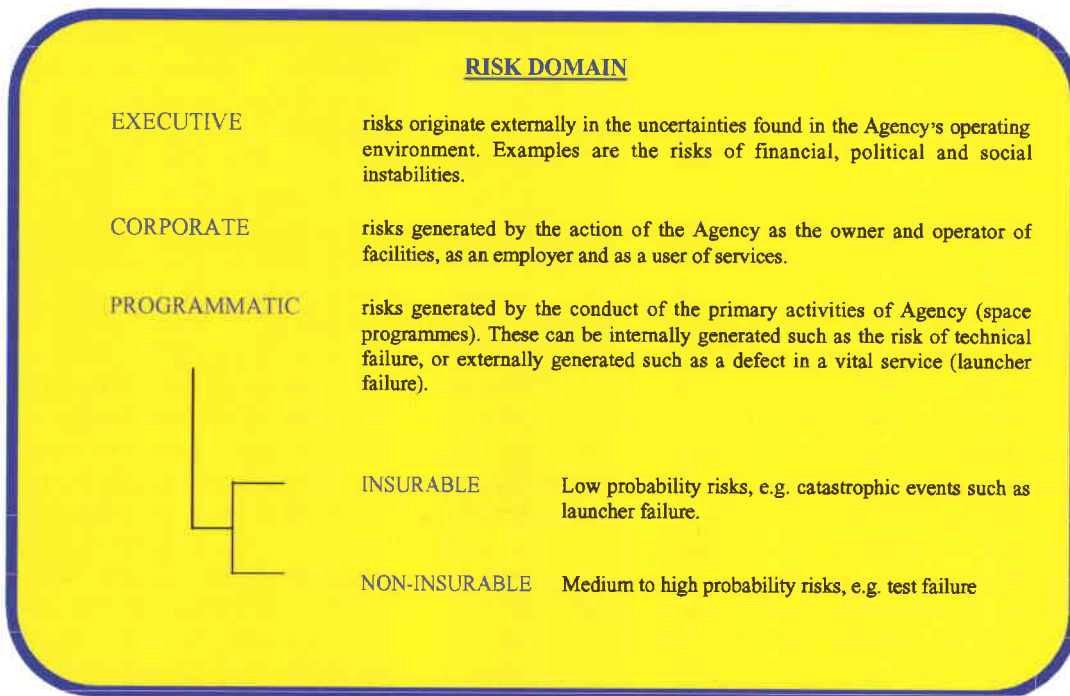 RISK DOMAIN
EXECUTIVE risks originate externally in the uncertainties found in the Agency's operating
environment. Examples are the risks of financial, political and social
instabilities.
CORPORATE risks generated by the action of the Agency as the owner and operator of
facilities, as an employer and as a user of services.
PROGRAMMATIC risks generated by the conduct of the primary activities of Agency (space
programmes). These can be internally generated such as the risk of technical
failure, or externally generated such as a defect in a vital service (launcher
failure).
INSURABLE Low probability risks, e.g. catastrophic events such as
launcher failure.
NON-INSURABLE Medium to high probability risks, e.g. test failure